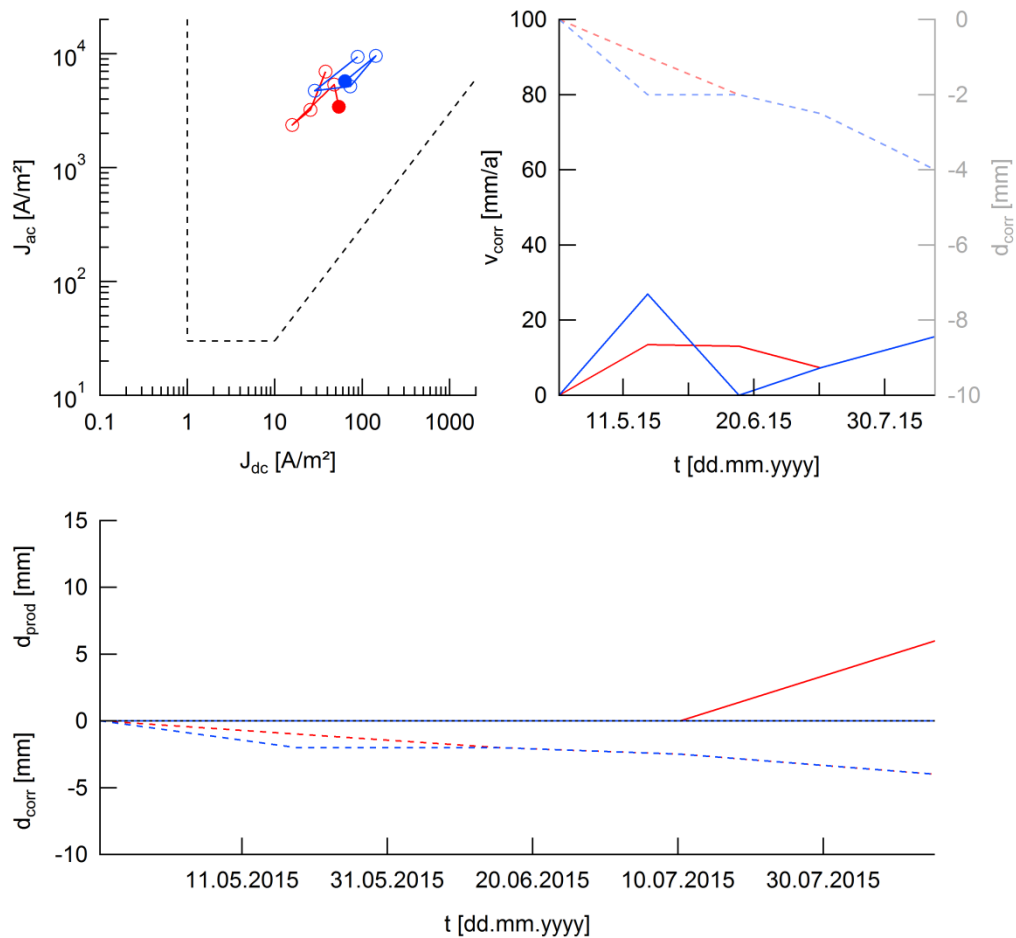 10⁴
10³
10²
10¹
J_ac [A/m²]
0.1 1 10 100 1000
J_dc [A/m²]
100
80
60
40
20
0
v_corr [mm/a]
0
-2
-4
-6
-8
-10
d_corr [mm]
11.5.15 20.6.15 30.7.15
t [dd.mm.yyyy]
15
10
5
0
-5
-10
d_prod [mm]
d_corr [mm]
11.05.2015 31.05.2015 20.06.2015 10.07.2015 30.07.2015
t [dd.mm.yyyy]